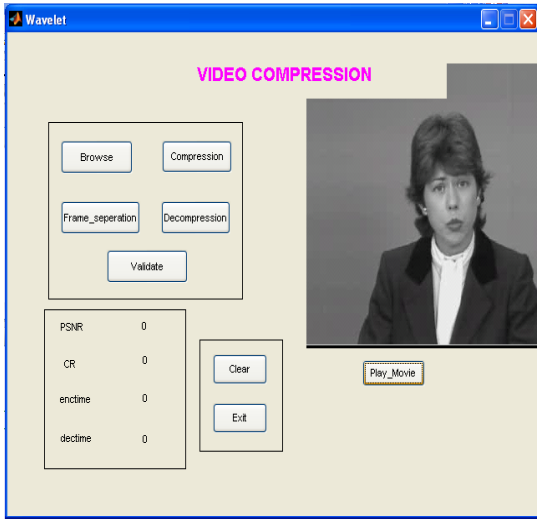 Wavelet
VIDEO COMPRESSION
Browse
Compression
Frame_seperation
Decompression
Validate
PSNR 0
CR 0
enctime 0
dectime 0
Clear
Exit
Play_Movie